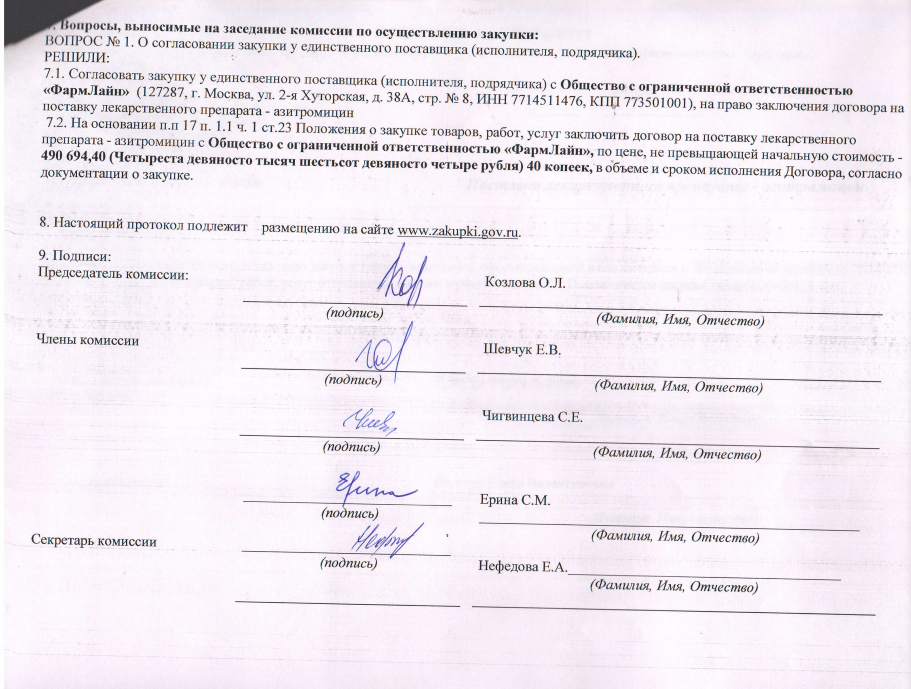 Вопросы, выносимые на заседание комиссии по осуществлению закупки:
ВОПРОС № 1. О согласовании закупки у единственного поставщика (исполнителя, подрядчика).
РЕШИЛИ:
7.1. Согласовать закупку у единственного поставщика (исполнителя, подрядчика) с Общество с ограниченной ответственностью
«ФармЛайн» (127287, г. Москва, ул. 2-я Хуторская, д. 38А, стр. № 8, ИНН 7714511476, КПП 773501001), на право заключения договора на
поставку лекарственного препарата - азитромицин
7.2. На основании п.п 17 п. 1.1 ч. 1 ст.23 Положения о закупке товаров, работ, услуг заключить договор на поставку лекарственного
препарата - азитромицин с Общество с ограниченной ответственностью «ФармЛайн», по цене, не превышающей начальную стоимость -
490 694,40 (Четыреста девяносто тысяч шестьсот девяносто четыре рубля) 40 копеек, в объеме и сроком исполнения Договора, согласно
документации о закупке.
8. Настоящий протокол подлежит размещению на сайте www.zakupki.gov.ru.
9. Подписи:
Председатель комиссии:
Козлова О.Л.
(подпись) (Фамилия, Имя, Отчество)
Члены комиссии
Шевчук Е.В.
(подпись) (Фамилия, Имя, Отчество)
Чигвинцева С.Е.
(подпись) (Фамилия, Имя, Отчество)
Ерина
Ерина С.М.
(подпись) (Фамилия, Имя, Отчество)
Секретарь комиссии
Нефедова Е.А.
(подпись) (Фамилия, Имя, Отчество)